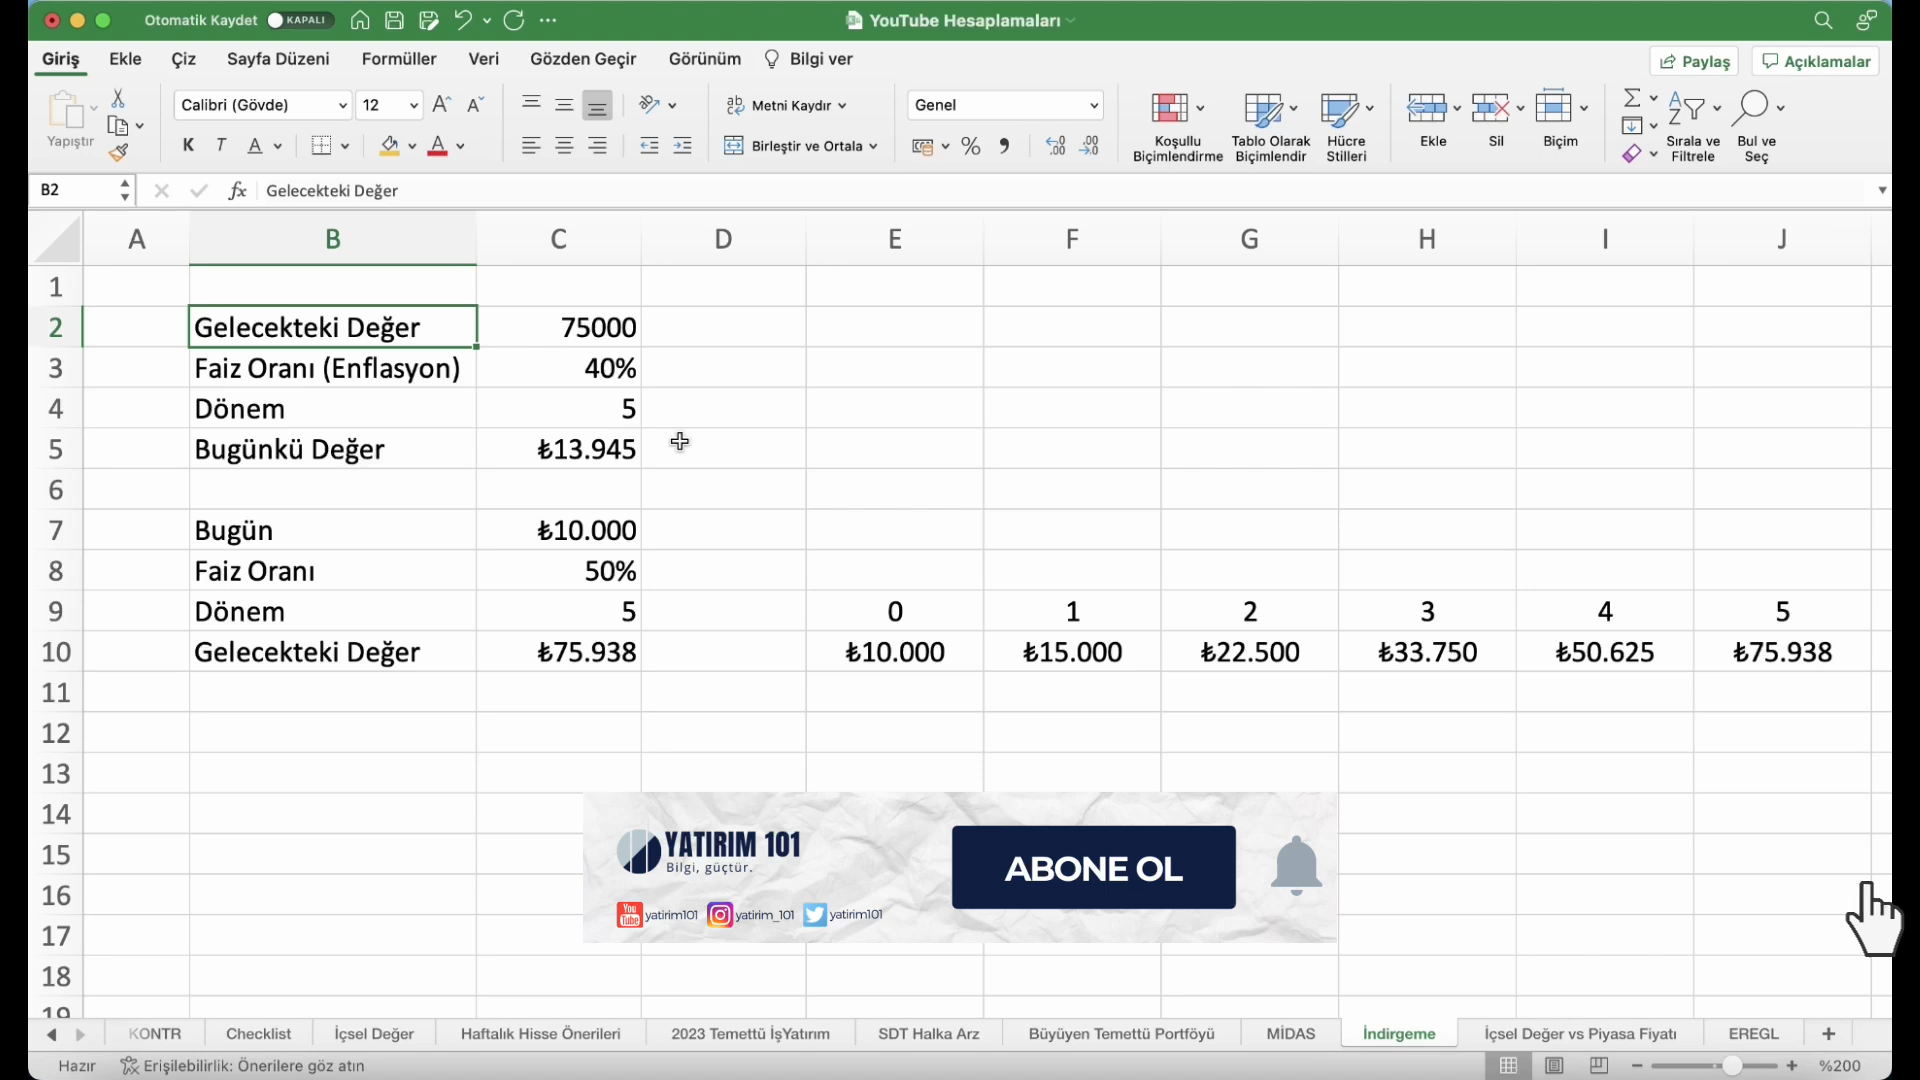 Otomatik Kaydet KAPALI YouTube Hesaplamaları
Giriş Ekle Çiz Sayfa Düzeni Formüller Veri Gözden Geçir Görünüm Bilgi ver Paylaş Açıklamalar
Yapıştır Calibri (Gövde) 12 Metni Kaydır Genel
K T A A Birleştir ve Ortala
Koşullu Biçimlendirme Tablo Olarak Biçimlendir Hücre Stilleri Ekle Sil Biçim Sırala ve Filtrele Bul ve Seç
B2 fx Gelecekteki Değer
A B C D E F G H I J
1
2 Gelecekteki Değer 75000
3 Faiz Oranı (Enflasyon) 40%
4 Dönem 5
5 Bugünkü Değer ₺13.945
6
7 Bugün ₺10.000
8 Faiz Oranı 50%
9 Dönem 5 0 1 2 3 4 5
10 Gelecekteki Değer ₺75.938 ₺10.000 ₺15.000 ₺22.500 ₺33.750 ₺50.625 ₺75.938
11
12
13
14
15
16
17
18
19
YATIRIM 101
Bilgi, güçtür.
You Tube yatirim101 yatirim_101 yatirim101
ABONE OL
KONTR Checklist İçsel Değer Haftalık Hisse Önerileri 2023 Temettü İşYatırım SDT Halka Arz Büyüyen Temettü Portföyü MİDAS İndirgeme İçsel Değer vs Piyasa Fiyatı EREGL +
Hazır Erişilebilirlik: Önerilere göz atın %200